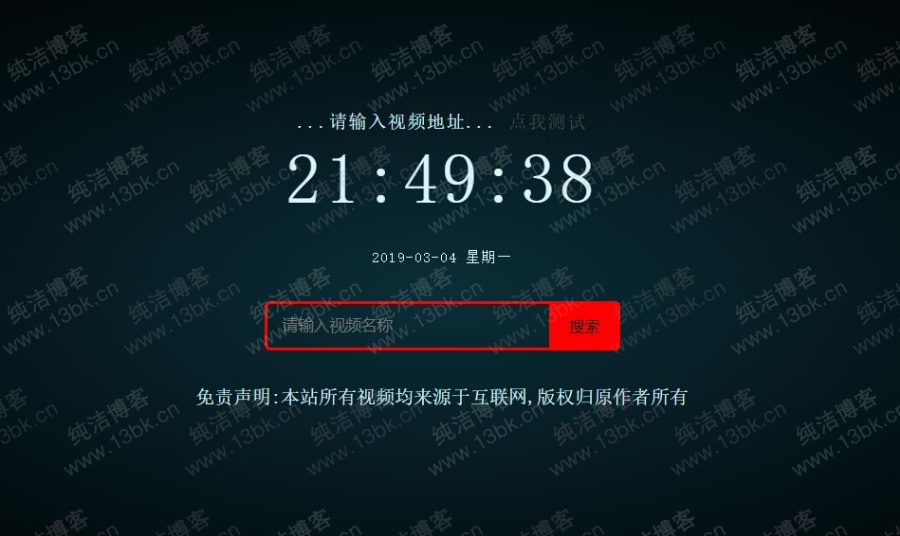 ...请输入视频地址... 点我测试
21:49:38
2019-03-04 星期一
请输入视频名称
搜索
免责声明:本站所有视频均来源于互联网,版权归原作者所有
纯洁博客
www.13bk.cn